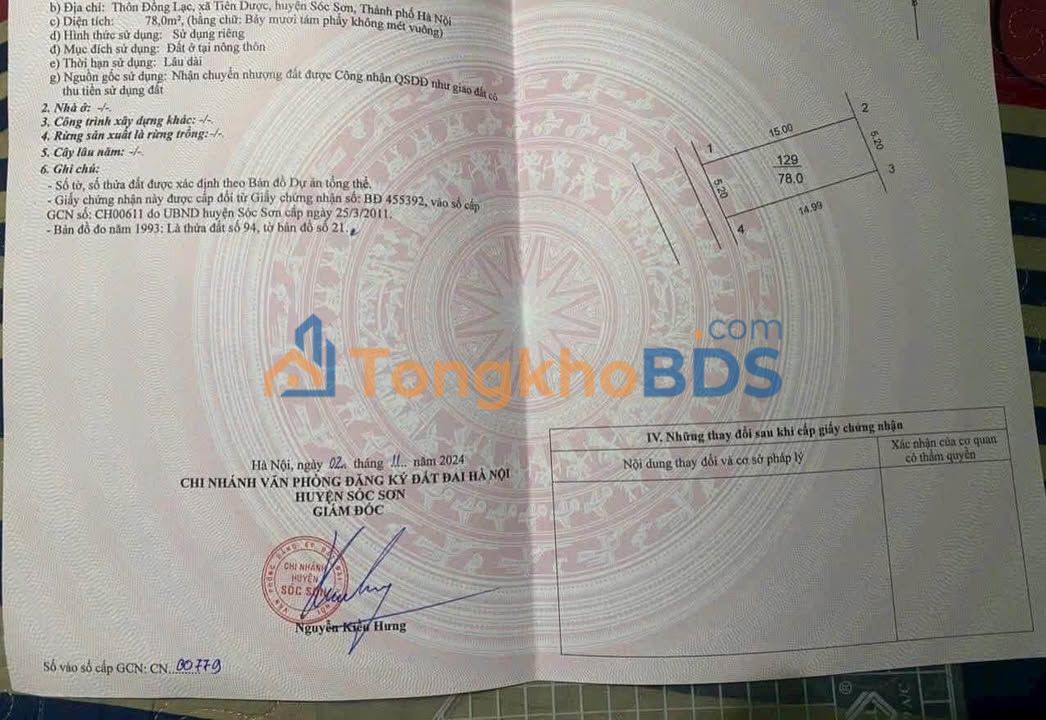 b) Địa chỉ: Thôn Đồng Lạc, xã Tiên Dược, huyện Sóc Sơn, Thành phố Hà Nội
c) Diện tích: 78,0m², (bằng chữ: Bảy mươi tám phẩy không mét vuông)
d) Hình thức sử dụng: Sử dụng riêng
đ) Mục đích sử dụng: Đất ở tại nông thôn
e) Thời hạn sử dụng: Lâu dài
g) Nguồn gốc sử dụng: Nhận chuyển nhượng đất được Công nhận QSDĐ như giao đất có
thu tiền sử dụng đất
2. Nhà ở: -/-.
3. Công trình xây dựng khác: -/-.
4. Rừng sản xuất là rừng trồng:-/-.
5. Cây lâu năm: -/-.
6. Ghi chú:
- Số tờ, số thửa đất được xác định theo Bản đồ Dự án tổng thể.
- Giấy chứng nhận này được cấp đổi từ Giấy chứng nhận số: BĐ 455392, vào sổ cấp
GCN số: CH00611 do UBND huyện Sóc Sơn cấp ngày 25/3/2011.
- Bản đồ đo năm 1993: Là thửa đất số 94, tờ bản đồ số 21.
1
15.00
2
5.20
129
78.0
5.20
3
14.99
4
TongkhoBDS
.com
Hà Nội, ngày 02. tháng .11.. năm 2024
CHI NHÁNH VĂN PHÒNG ĐĂNG KÝ ĐẤT ĐAI HÀ NỘI
HUYỆN SÓC SƠN
GIÁM ĐỐC
CHI NHÁNH
HUYỆN
SÓC SƠN
Nguyễn Kiều Hưng
Số vào sổ cấp GCN: CN.00779
IV. Những thay đổi sau khi cấp giấy chứng nhận
Nội dung thay đổi và cơ sở pháp lý
Xác nhận của cơ quan
có thẩm quyền